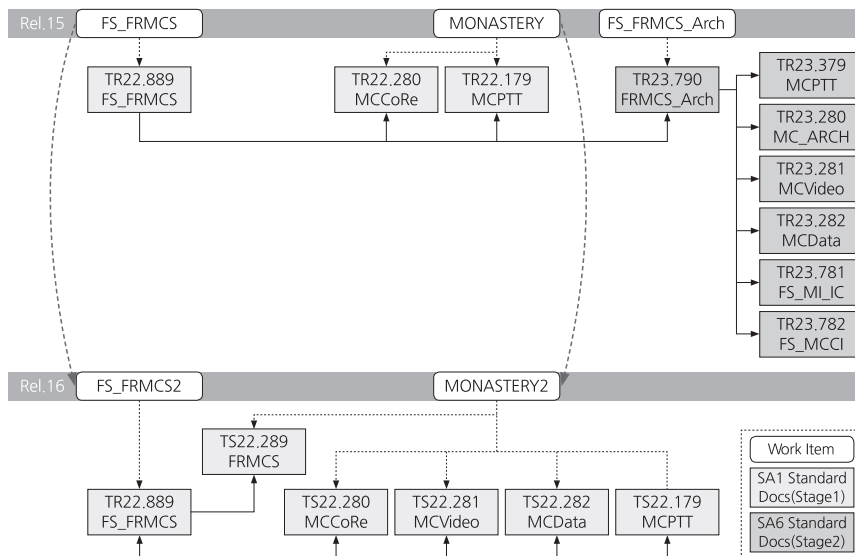 Rel.15
FS_FRMCS
MONASTERY
FS_FRMCS_Arch
TR22.889
FS_FRMCS
TR22.280
MCCoRe
TR22.179
MCPTT
TR23.790
FRMCS_Arch
TR23.379
MCPTT
TR23.280
MC_ARCH
TR23.281
MCVideo
TR23.282
MCData
TR23.781
FS_MI_IC
TR23.782
FS_MCCI
Rel.16
FS_FRMCS2
MONASTERY2
TS22.289
FRMCS
TR22.889
FS_FRMCS
TS22.280
MCCoRe
TS22.281
MCVideo
TS22.282
MCData
TS22.179
MCPTT
Work Item
SA1 Standard
Docs(Stage1)
SA6 Standard
Docs(Stage2)